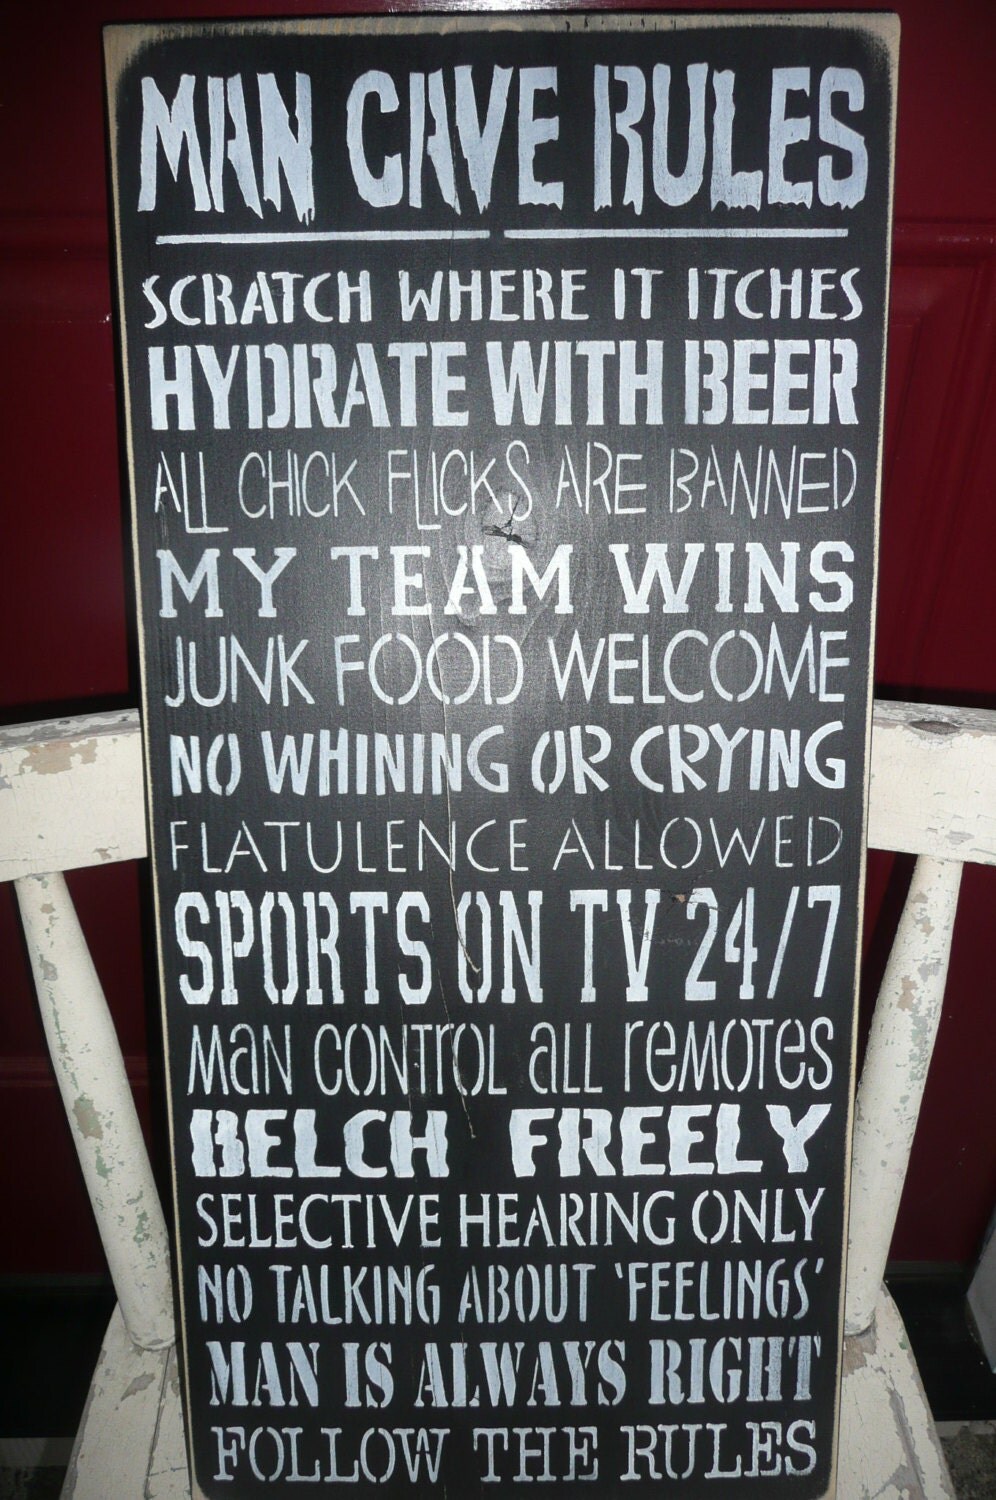 MAN CAVE RULES
SCRATCH WHERE IT ITCHES
HYDRATE WITH BEER
ALL CHICK FLICKS ARE BANNED
MY TEAM WINS
JUNK FOOD WELCOME
NO WHINING OR CRYING
FLATULENCE ALLOWED
SPORTS ON TV 24/7
Man CONTROL all remotes
BELCH FREELY
SELECTIVE HEARING ONLY
NO TALKING ABOUT 'FEELINGS'
MAN IS ALWAYS RIGHT
FOLLOW THE RULES